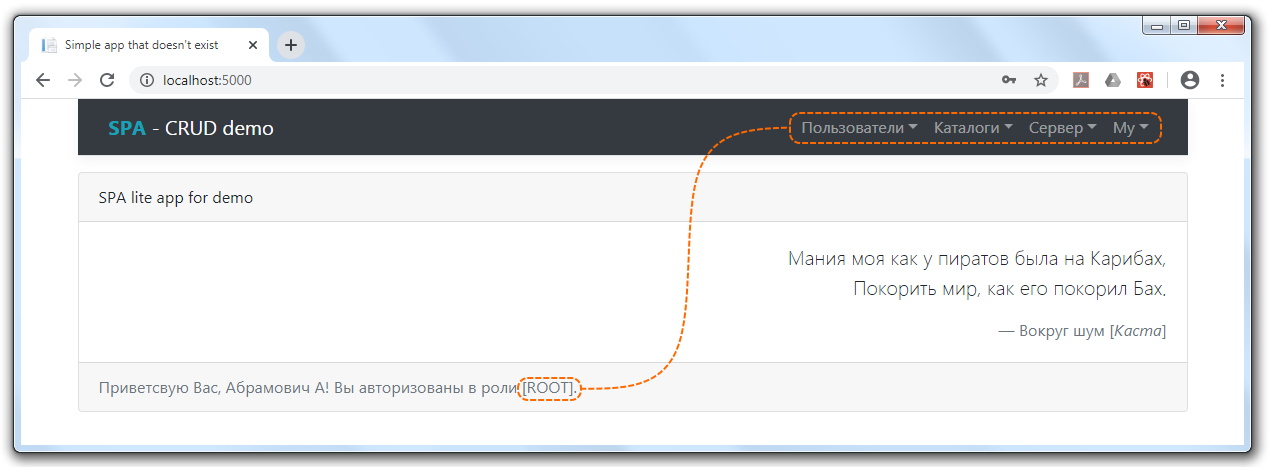 Simple app that doesn't exist
localhost:5000
SPA - CRUD demo
Пользователи Каталоги Сервер My
SPA lite app for demo
Мания моя как у пиратов была на Карибах,
Покорить мир, как его покорил Бах.
— Вокруг шум [Каста]
Приветсвую Вас, Абрамович А! Вы авторизованы в роли [ROOT].